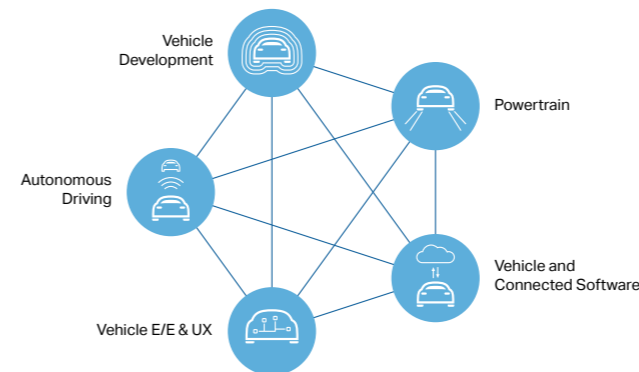 Vehicle
Development
Powertrain
Autonomous
Driving
Vehicle and
Connected Software
Vehicle E/E & UX